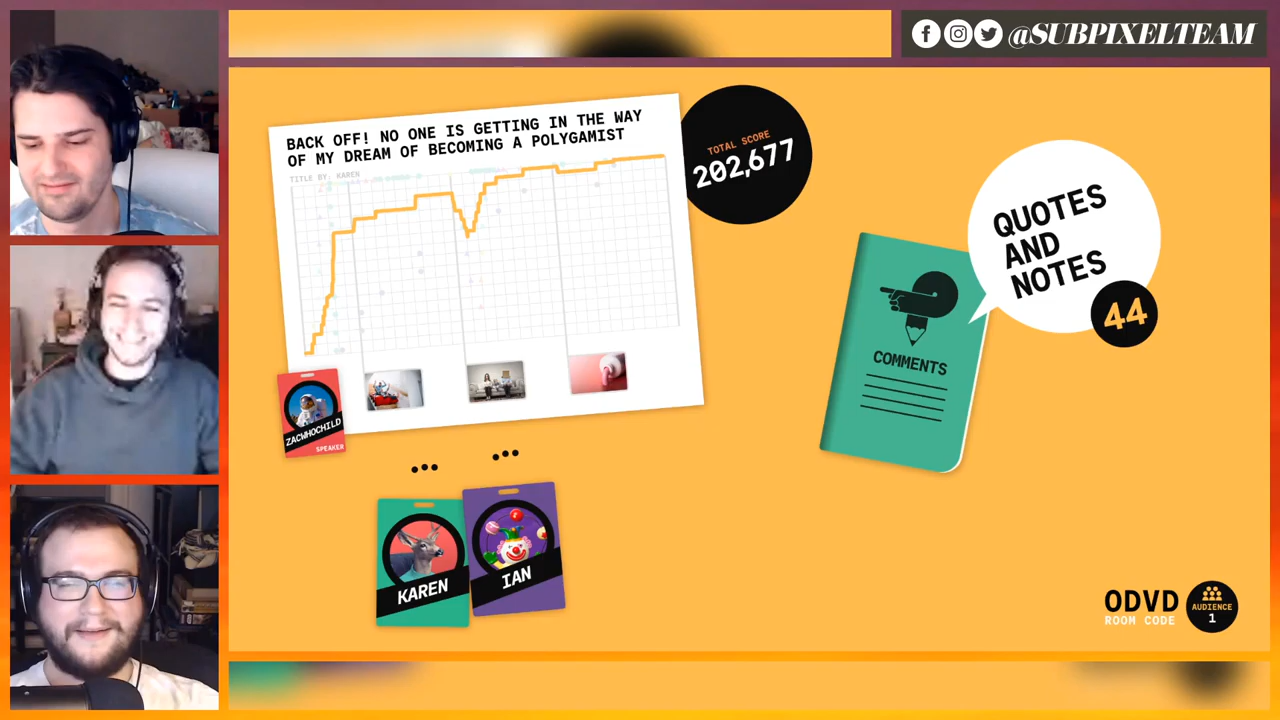 @SUBPIXELTEAM
BACK OFF! NO ONE IS GETTING IN THE WAY
OF MY DREAM OF BECOMING A POLYGAMIST
TITLE BY: KAREN
TOTAL SCORE
202,677
QUOTES
AND
NOTES
44
COMMENTS
ZACWHOCHILD
SPEAKER
KAREN
IAN
ODVD
ROOM CODE
AUDIENCE
1